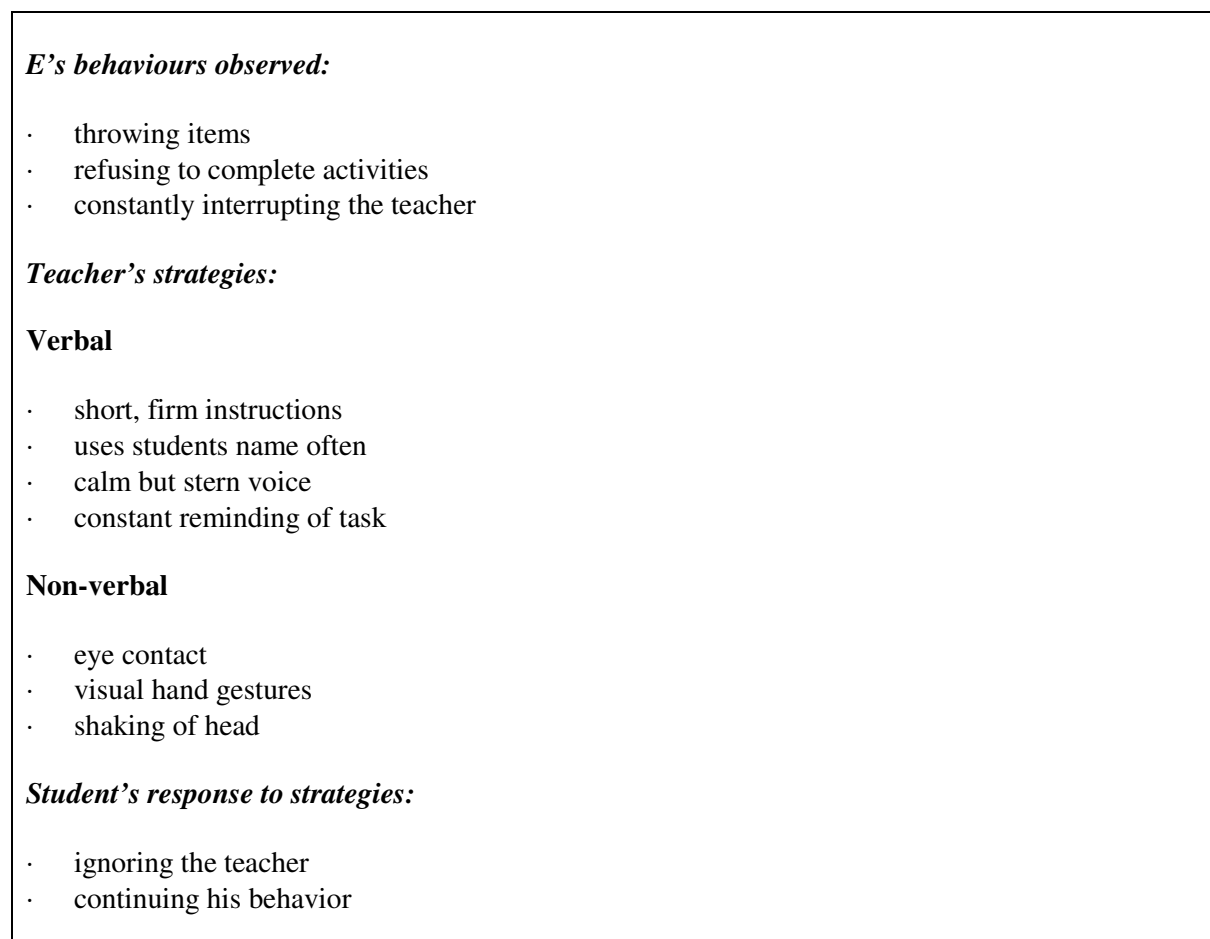 E’s behaviours observed:
· throwing items
· refusing to complete activities
· constantly interrupting the teacher
Teacher’s strategies:
Verbal
· short, firm instructions
· uses students name often
· calm but stern voice
· constant reminding of task
Non-verbal
· eye contact
· visual hand gestures
· shaking of head
Student’s response to strategies:
· ignoring the teacher
· continuing his behavior